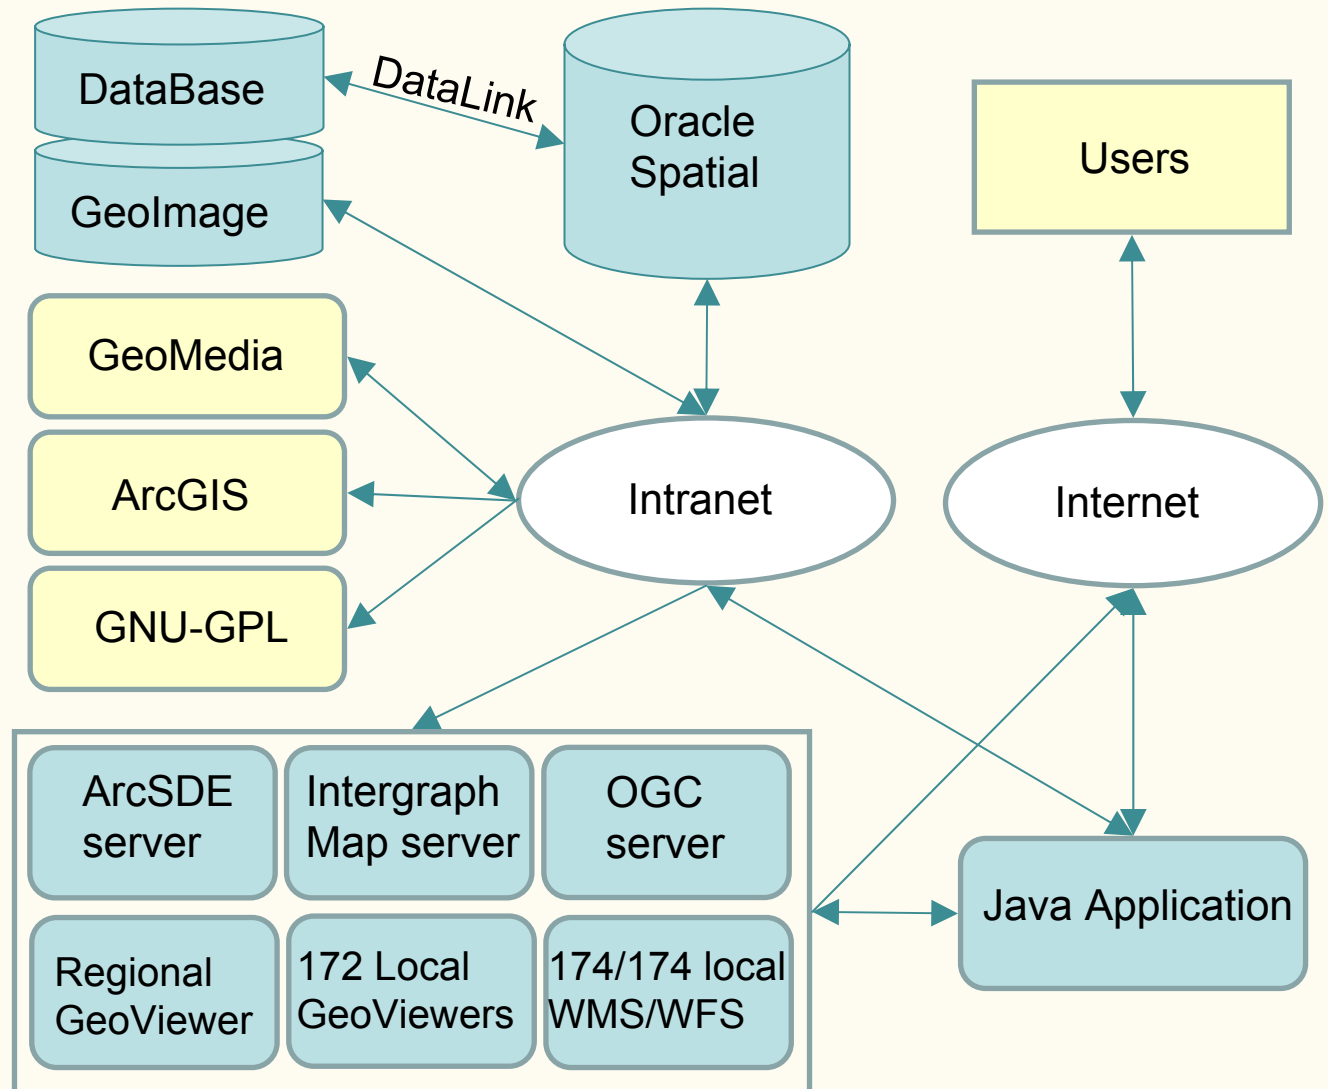 DataBase
DataLink
Oracle
Spatial
Users
GeoImage
GeoMedia
ArcGIS
GNU-GPL
Intranet
Internet
ArcSDE
server
Intergraph
Map server
OGC
server
Regional
GeoViewer
172 Local
GeoViewers
174/174 local
WMS/WFS
Java Application